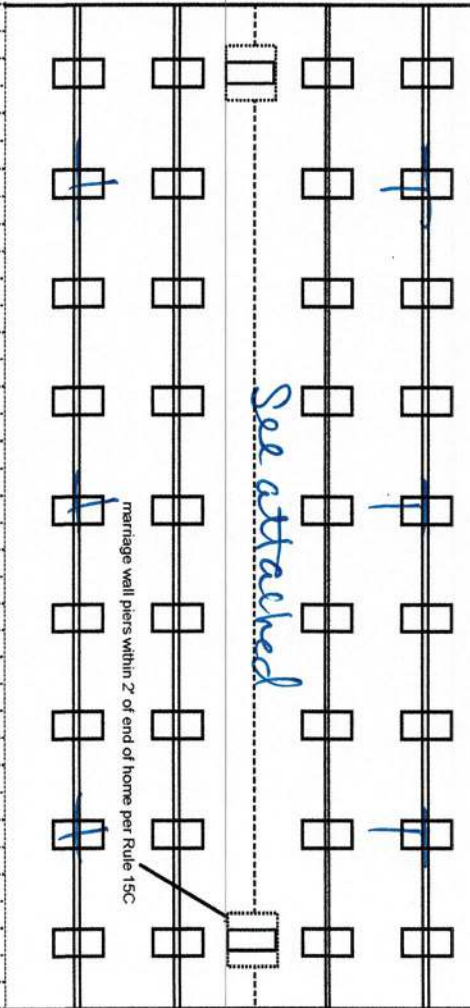 See attached
marriage wall piers within 2' of end of home per Rule 15C